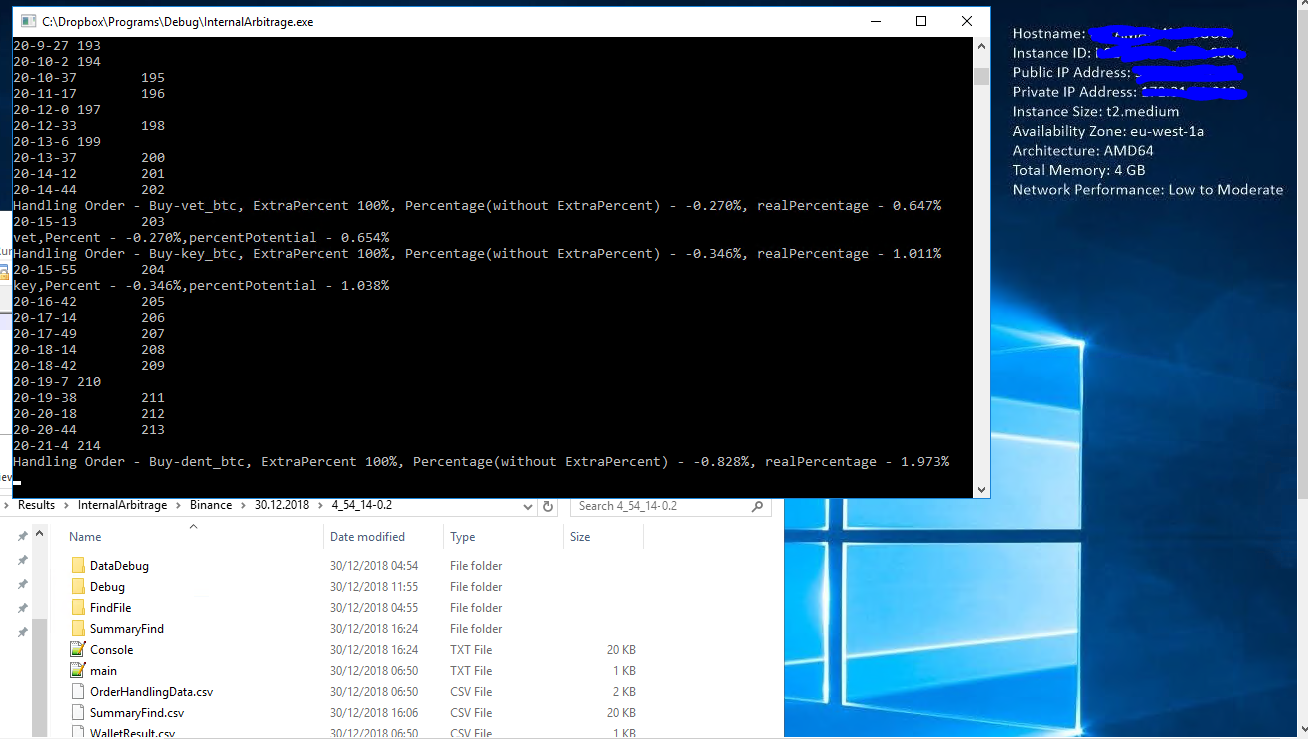 C:\Dropbox\Programs\Debug\InternalArbitrage.exe
20-9-27 193
20-10-2 194
20-10-37 195
20-11-17 196
20-12-0 197
20-12-33 198
20-13-6 199
20-13-37 200
20-14-12 201
20-14-44 202
Handling Order - Buy-vet_btc, ExtraPercent 100%, Percentage(without ExtraPercent) - -0.270%, realPercentage - 0.647%
20-15-13 203
vet,Percent - -0.270%,percentPotential - 0.654%
Handling Order - Buy-key_btc, ExtraPercent 100%, Percentage(without ExtraPercent) - -0.346%, realPercentage - 1.011%
20-15-55 204
key,Percent - -0.346%,percentPotential - 1.038%
20-16-42 205
20-17-14 206
20-17-49 207
20-18-14 208
20-18-42 209
20-19-7 210
20-19-38 211
20-20-18 212
20-20-44 213
20-21-4 214
Handling Order - Buy-dent_btc, ExtraPercent 100%, Percentage(without ExtraPercent) - -0.828%, realPercentage - 1.973%
Hostname:
Instance ID:
Public IP Address:
Private IP Address:
Instance Size: t2.medium
Availability Zone: eu-west-1a
Architecture: AMD64
Total Memory: 4 GB
Network Performance: Low to Moderate
› Results › InternalArbitrage › Binance › 30.12.2018 › 4_54_14-0.2 Search 4_54_14-0.2
Name Date modified Type Size
DataDebug 30/12/2018 04:54 File folder
Debug 30/12/2018 11:55 File folder
FindFile 30/12/2018 04:55 File folder
SummaryFind 30/12/2018 16:24 File folder
Console 30/12/2018 16:24 TXT File 20 KB
main 30/12/2018 06:50 TXT File 1 KB
OrderHandlingData.csv 30/12/2018 06:50 CSV File 2 KB
SummaryFind.csv 30/12/2018 16:06 CSV File 20 KB
WalletResult.csv 30/12/2018 06:50 CSV File 1 KB